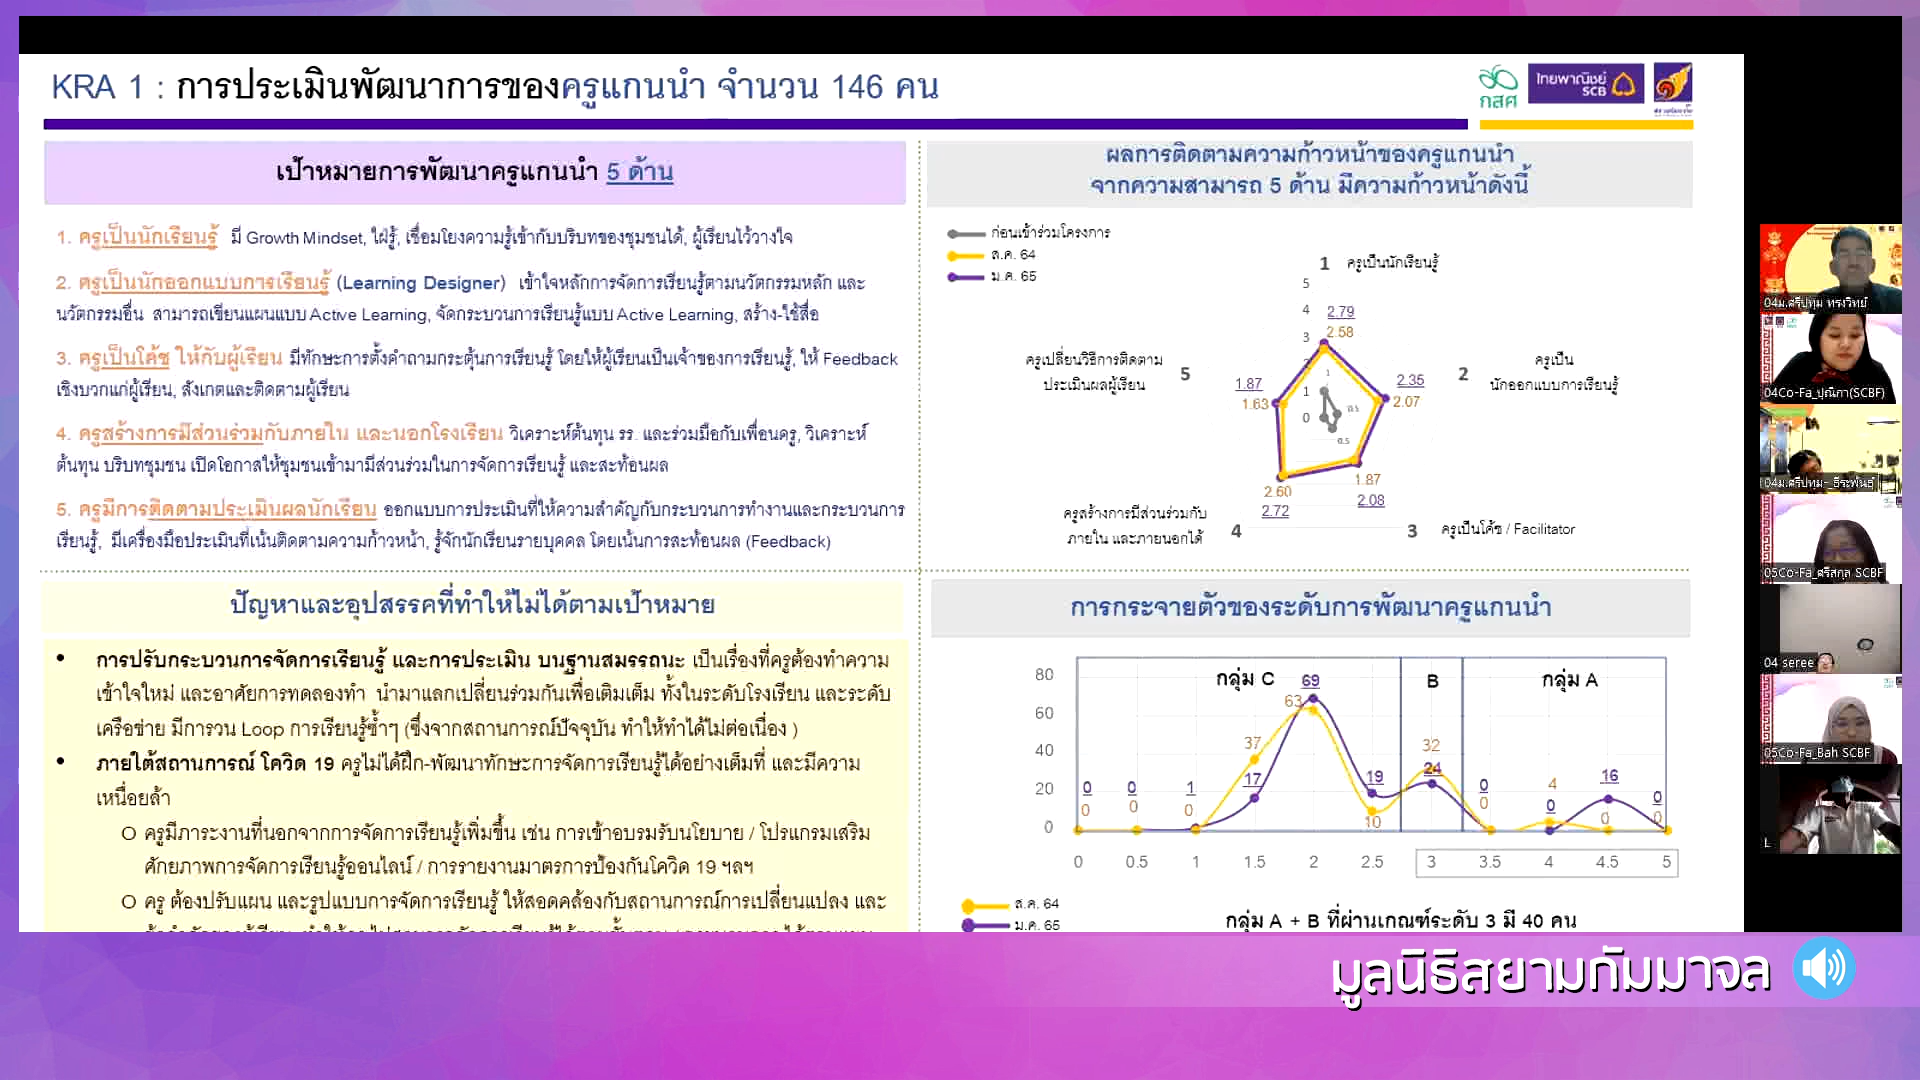 KRA 1 : การประเมินพัฒนาการของครูแกนนำ จำนวน 146 คน
กสศ
ไทยพาณิชย์
SCB
เป้าหมายการพัฒนาครูแกนนำ 5 ด้าน
1. ครูเป็นนักเรียนรู้ มี Growth Mindset, ใฝ่รู้, เชื่อมโยงความรู้เข้ากับบริบทของชุมชนได้, ผู้เรียนไว้วางใจ
2. ครูเป็นนักออกแบบการเรียนรู้ (Learning Designer) เข้าใจหลักการจัดการเรียนรู้ตามนวัตกรรมหลัก และ
นวัตกรรมอื่น สามารถเขียนแผนแบบ Active Learning, จัดกระบวนการเรียนรู้แบบ Active Learning, สร้าง-ใช้สื่อ
3. ครูเป็นโค้ช ให้กับผู้เรียน มีทักษะการตั้งคำถามกระตุ้นการเรียนรู้ โดยให้ผู้เรียนเป็นเจ้าของการเรียนรู้, ให้ Feedback
เชิงบวกแก่ผู้เรียน, สังเกตและติดตามผู้เรียน
4. ครูสร้างการมีส่วนร่วมกับภายใน และนอกโรงเรียน วิเคราะห์ต้นทุน รร. และร่วมมือกับเพื่อนครู, วิเคราะห์
ต้นทุน บริบทชุมชน เปิดโอกาสให้ชุมชนเข้ามามีส่วนร่วมในการจัดการเรียนรู้ และสะท้อนผล
5. ครูมีการติดตามประเมินผลนักเรียน ออกแบบการประเมินที่ให้ความสำคัญกับกระบวนการทำงานและกระบวนการ
เรียนรู้, มีเครื่องมือประเมินที่เน้นติดตามความก้าวหน้า, รู้จักนักเรียนรายบุคคล โดยเน้นการสะท้อนผล (Feedback)
ผลการติดตามความก้าวหน้าของครูแกนนำ
จากความสามารถ 5 ด้าน มีความก้าวหน้าดังนี้
ก่อนเข้าร่วมโครงการ
ส.ค. 64
ม.ค. 65
1 ครูเป็นนักเรียนรู้
5
4 2.79
3 2.58
2
1
1
0
0.5
0.5
ครูเปลี่ยนวิธีการติดตาม
ประเมินผลผู้เรียน
5
1.87
1.63
2.35
2.07
2
ครูเป็น
นักออกแบบการเรียนรู้
2.60
2.72
1.87
2.08
ครูสร้างการมีส่วนร่วมกับ
ภายใน และภายนอกได้
4
3 ครูเป็นโค้ช / Facilitator
ปัญหาและอุปสรรคที่ทำให้ไม่ได้ตามเป้าหมาย
• การปรับกระบวนการจัดการเรียนรู้ และการประเมิน บนฐานสมรรถนะ เป็นเรื่องที่ครูต้องทำความ
เข้าใจใหม่ และอาศัยการทดลองทำ นำมาแลกเปลี่ยนร่วมกันเพื่อเติมเต็ม ทั้งในระดับโรงเรียน และระดับ
เครือข่าย มีการวน Loop การเรียนรู้ซ้ำๆ (ซึ่งจากสถานการณ์ปัจจุบัน ทำให้ทำได้ไม่ต่อเนื่อง )
• ภายใต้สถานการณ์ โควิด 19 ครูไม่ได้ฝึก-พัฒนาทักษะการจัดการเรียนรู้ได้อย่างเต็มที่ และมีความ
เหนื่อยล้า
O ครูมีภาระงานที่นอกจากการจัดการเรียนรู้เพิ่มขึ้น เช่น การเข้าอบรมรับนโยบาย / โปรแกรมเสริม
ศักยภาพการจัดการเรียนรู้ออนไลน์ / การรายงานมาตรการป้องกันโควิด 19 ฯลฯ
O ครู ต้องปรับแผน และรูปแบบการจัดการเรียนรู้ ให้สอดคล้องกับสถานการณ์การเปลี่ยนแปลง และ
การกระจายตัวของระดับการพัฒนาครูแกนนำ
80
60
40
20
0
กลุ่ม C
B
กลุ่ม A
0 0 1 17 69 19 24 0 0 16 0
0 0 0 37 63 10 32 0 4 0 0
0 0.5 1 1.5 2 2.5 3 3.5 4 4.5 5
ส.ค. 64
ม.ค. 65
กลุ่ม A + B ที่ผ่านเกณฑ์ระดับ 3 มี 40 คน
04ม.ศรีปทุม ทรงวิทย์
04Co-Fa_ปุณิกา(SCBF)
04ม.ศรีปทุม- ธีระพันธุ์
05Co-Fa_ศรีสกุล SCBF
04 seree
05Co-Fa_Bah SCBF
L
มูลนิธิสยามกัมมาจล